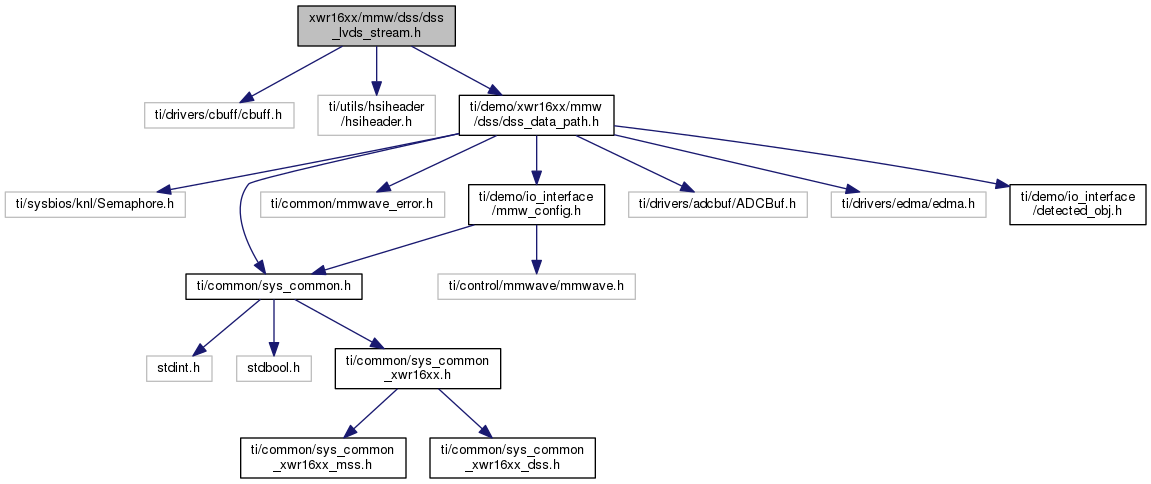 xwr16xx/mmw/dss/dss
_lvds_stream.h
ti/drivers/cbuff/cbuff.h
ti/utils/hsiheader
/hsiheader.h
ti/demo/xwr16xx/mmw
/dss/dss_data_path.h
ti/sysbios/knl/Semaphore.h
ti/common/mmwave_error.h
ti/demo/io_interface
/mmw_config.h
ti/drivers/adcbuf/ADCBuf.h
ti/drivers/edma/edma.h
ti/demo/io_interface
/detected_obj.h
ti/common/sys_common.h
ti/control/mmwave/mmwave.h
stdint.h
stdbool.h
ti/common/sys_common
_xwr16xx.h
ti/common/sys_common
_xwr16xx_mss.h
ti/common/sys_common
_xwr16xx_dss.h